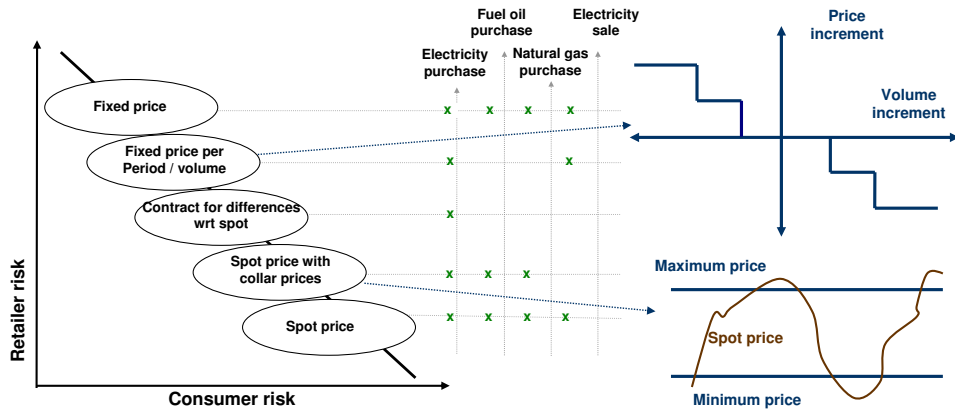 Fuel oil
purchase
Electricity
sale
Electricity
purchase
Natural gas
purchase
Price
increment
Volume
increment
Retailer risk
Fixed price
x x x x
Fixed price per
Period / volume
x x
Contract for differences
wrt spot
x
Spot price with
collar prices
x x x
Spot price
x x x x
Consumer risk
Maximum price
Spot price
Minimum price